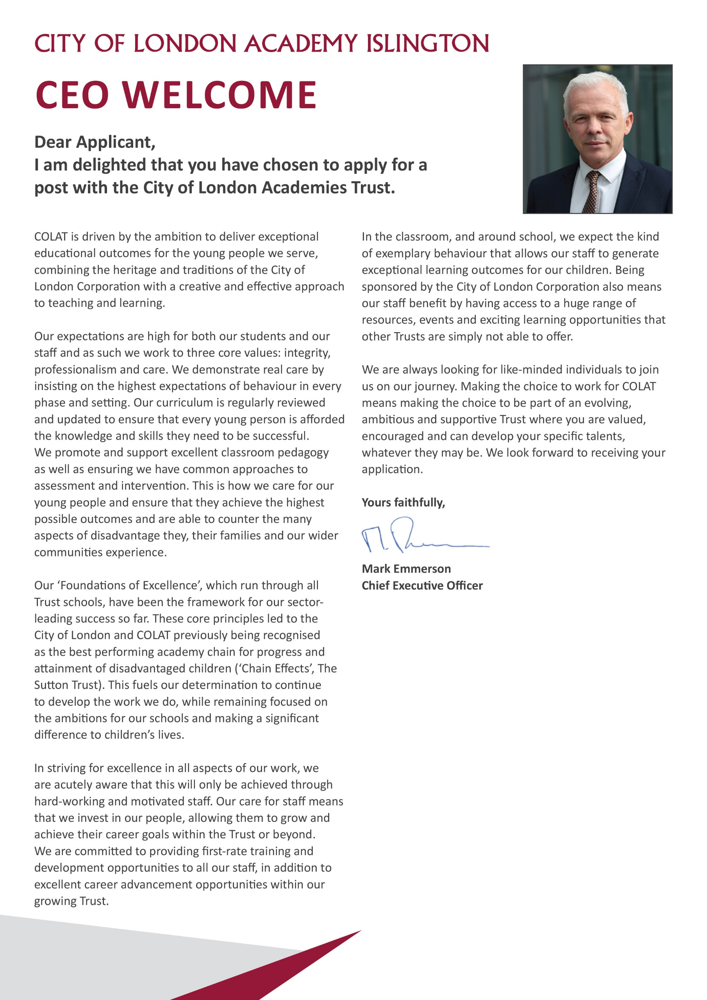 CITY OF LONDON ACADEMY ISLINGTON
CEO WELCOME
Dear Applicant,
I am delighted that you have chosen to apply for a
post with the City of London Academies Trust.
COLAT is driven by the ambition to deliver exceptional
educational outcomes for the young people we serve,
combining the heritage and traditions of the City of
London Corporation with a creative and effective approach
to teaching and learning.
Our expectations are high for both our students and our
staff and as such we work to three core values: integrity,
professionalism and care. We demonstrate real care by
insisting on the highest expectations of behaviour in every
phase and setting. Our curriculum is regularly reviewed
and updated to ensure that every young person is afforded
the knowledge and skills they need to be successful.
We promote and support excellent classroom pedagogy
as well as ensuring we have common approaches to
assessment and intervention. This is how we care for our
young people and ensure that they achieve the highest
possible outcomes and are able to counter the many
aspects of disadvantage they, their families and our wider
communities experience.
Our ‘Foundations of Excellence’, which run through all
Trust schools, have been the framework for our sector-
leading success so far. These core principles led to the
City of London and COLAT previously being recognised
as the best performing academy chain for progress and
attainment of disadvantaged children (‘Chain Effects’, The
Sutton Trust). This fuels our determination to continue
to develop the work we do, while remaining focused on
the ambitions for our schools and making a significant
difference to children’s lives.
In striving for excellence in all aspects of our work, we
are acutely aware that this will only be achieved through
hard-working and motivated staff. Our care for staff means
that we invest in our people, allowing them to grow and
achieve their career goals within the Trust or beyond.
We are committed to providing first-rate training and
development opportunities to all our staff, in addition to
excellent career advancement opportunities within our
growing Trust.
In the classroom, and around school, we expect the kind
of exemplary behaviour that allows our staff to generate
exceptional learning outcomes for our children. Being
sponsored by the City of London Corporation also means
our staff benefit by having access to a huge range of
resources, events and exciting learning opportunities that
other Trusts are simply not able to offer.
We are always looking for like-minded individuals to join
us on our journey. Making the choice to work for COLAT
means making the choice to be part of an evolving,
ambitious and supportive Trust where you are valued,
encouraged and can develop your specific talents,
whatever they may be. We look forward to receiving your
application.
Yours faithfully,
Mark Emmerson
Chief Executive Officer